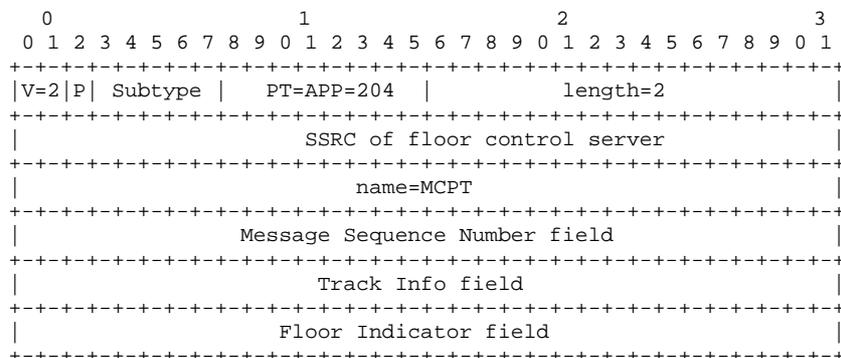 0                   1                   2                   3
0 1 2 3 4 5 6 7 8 9 0 1 2 3 4 5 6 7 8 9 0 1 2 3 4 5 6 7 8 9 0 1
+-+-+-+-+-+-+-+-+-+-+-+-+-+-+-+-+-+-+-+-+-+-+-+-+-+-+-+-+-+-+-+-+
|V=2|P| Subtype |   PT=APP=204  |          length=2             |
+-+-+-+-+-+-+-+-+-+-+-+-+-+-+-+-+-+-+-+-+-+-+-+-+-+-+-+-+-+-+-+-+
|                      SSRC of floor control server             |
+-+-+-+-+-+-+-+-+-+-+-+-+-+-+-+-+-+-+-+-+-+-+-+-+-+-+-+-+-+-+-+-+
|                          name=MCPT                            |
+-+-+-+-+-+-+-+-+-+-+-+-+-+-+-+-+-+-+-+-+-+-+-+-+-+-+-+-+-+-+-+-+
|                 Message Sequence Number field                 |
+-+-+-+-+-+-+-+-+-+-+-+-+-+-+-+-+-+-+-+-+-+-+-+-+-+-+-+-+-+-+-+-+
|                       Track Info field                        |
+-+-+-+-+-+-+-+-+-+-+-+-+-+-+-+-+-+-+-+-+-+-+-+-+-+-+-+-+-+-+-+-+
|                    Floor Indicator field                      |
+-+-+-+-+-+-+-+-+-+-+-+-+-+-+-+-+-+-+-+-+-+-+-+-+-+-+-+-+-+-+-+-+